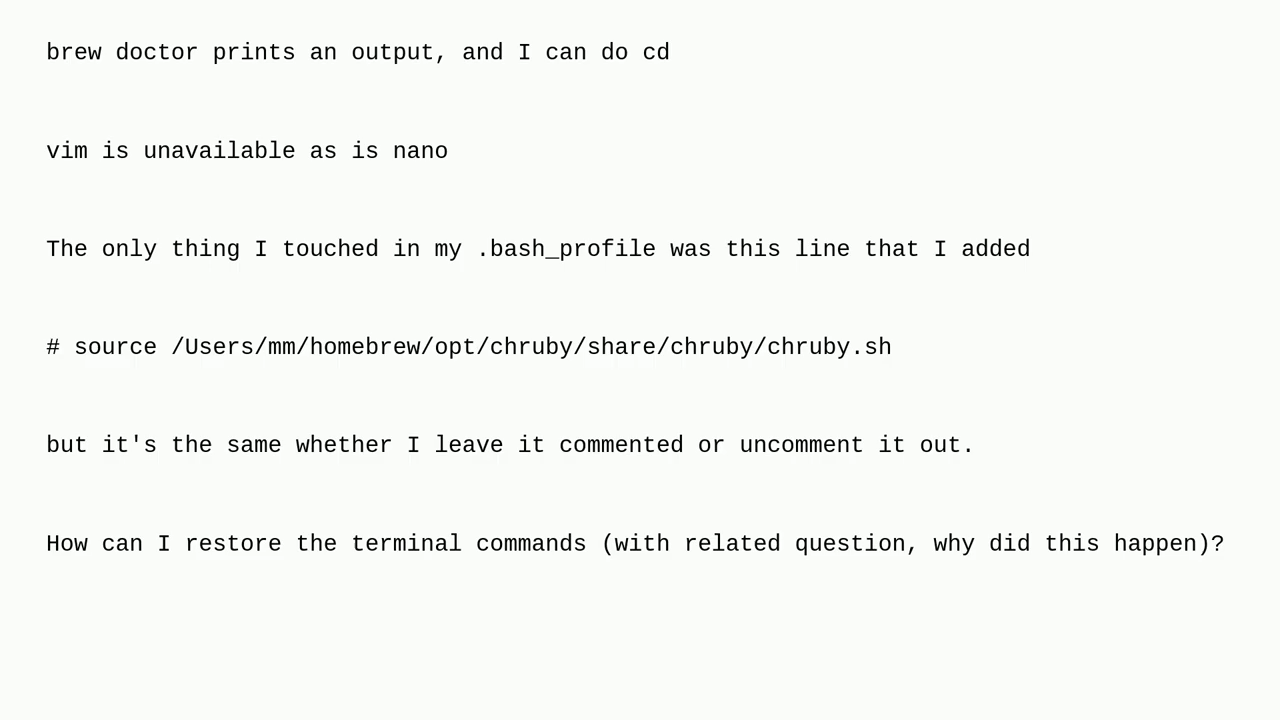 brew doctor prints an output, and I can do cd
vim is unavailable as is nano
The only thing I touched in my .bash_profile was this line that I added
# source /Users/mm/homebrew/opt/chruby/share/chruby/chruby.sh
but it's the same whether I leave it commented or uncomment it out.
How can I restore the terminal commands (with related question, why did this happen)?